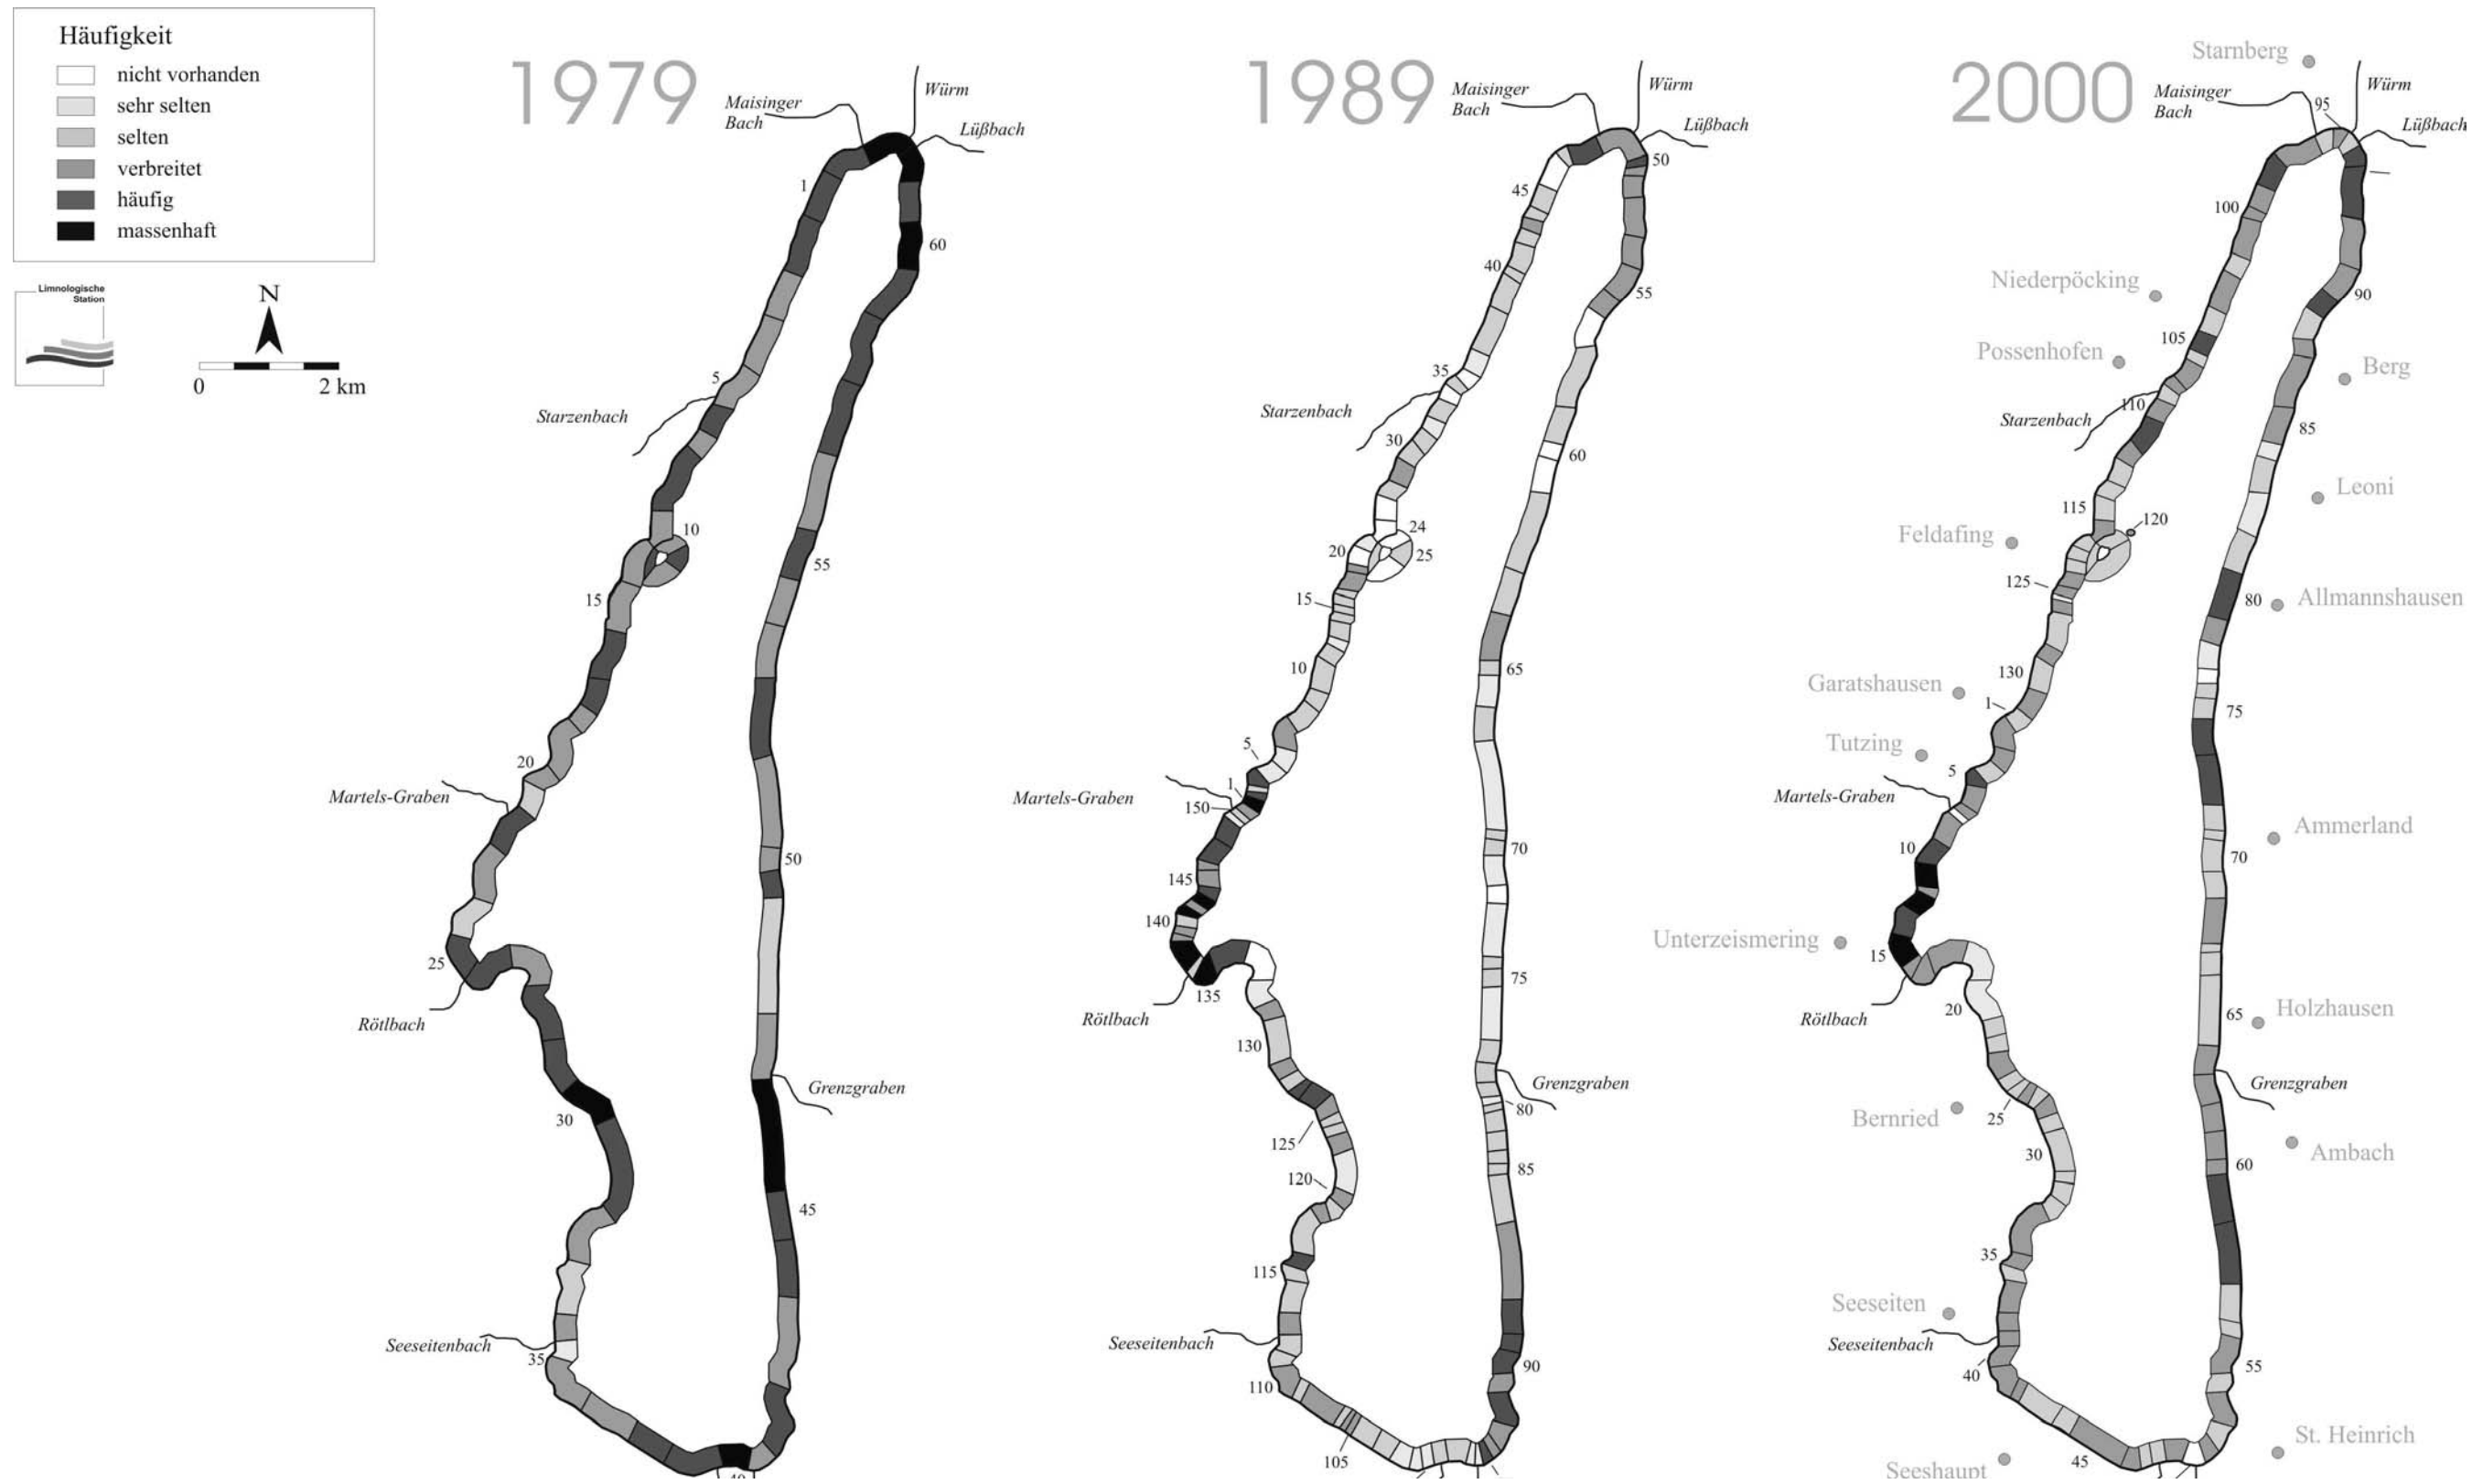 Häufigkeit
nicht vorhanden
sehr selten
selten
verbreitet
häufig
massenhaft
Limnologische
Station
N
0
2 km
1979
Maisinger
Bach
Würm
Lüßbach
1
60
5
Starzenbach
10
55
15
20
Martels-Graben
50
25
Rötlbach
Grenzgraben
30
45
Seeseitenbach
35
1989
Maisinger
Bach
Würm
Lüßbach
50
45
40
55
35
Starzenbach
30
60
24
20
25
15
10
65
5
1
Martels-Graben
150
70
145
140
75
135
Rötlbach
130
Grenzgraben
80
125
85
120
115
Seeseitenbach
90
110
105
2000
Starnberg
Maisinger
Bach
95
Würm
Lüßbach
100
Niederpöcking
90
105
Possenhofen
Berg
110
Starzenbach
85
Leoni
115
120
Feldafing
125
80
Allmannshausen
130
Garatshausen
1
75
Tutzing
5
Martels-Graben
Ammerland
10
70
Unterzeismering
15
20
65
Holzhausen
Rötlbach
Grenzgraben
Bernried
25
30
60
Ambach
35
Seeseiten
Seeseitenbach
40
55
St. Heinrich
45
Seeshaupt